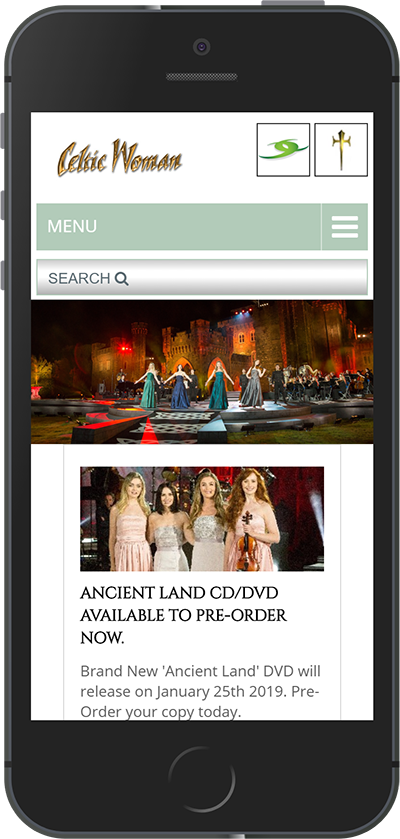 Celtic Woman
MENU
SEARCH
ANCIENT LAND CD/DVD
AVAILABLE TO PRE-ORDER
NOW.
Brand New 'Ancient Land' DVD will
release on January 25th 2019. Pre-
Order your copy today.